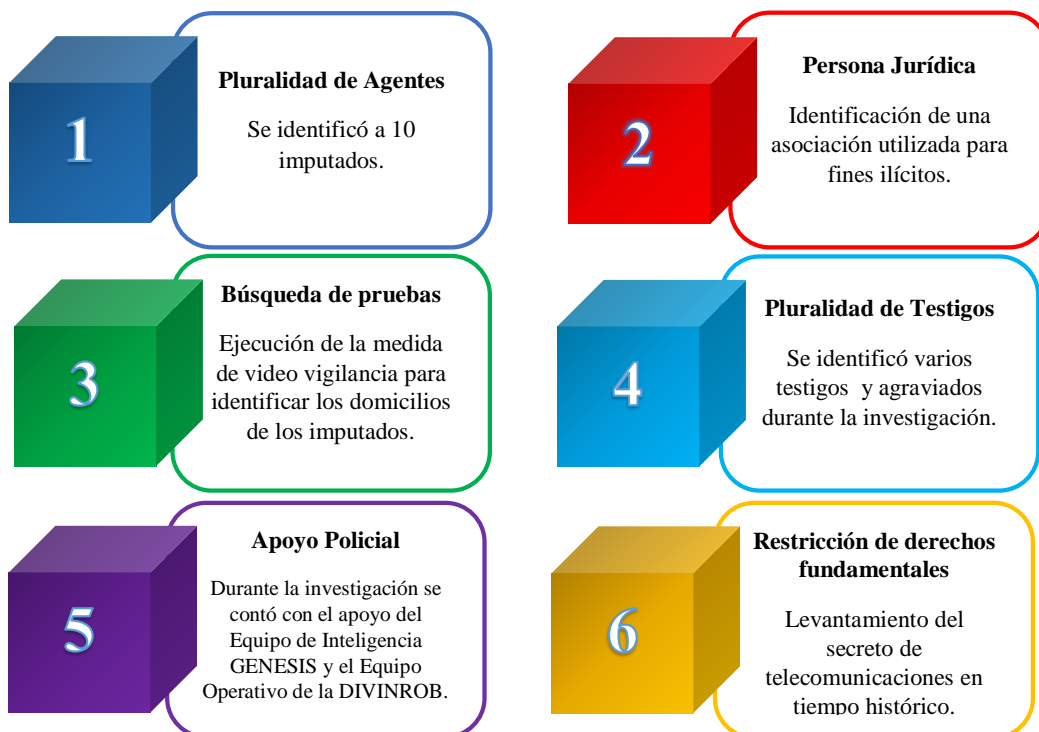 1
Pluralidad de Agentes
Se identificó a 10
imputados.
2
Persona Jurídica
Identificación de una
asociación utilizada para
fines ilícitos.
3
Búsqueda de pruebas
Ejecución de la medida
de video vigilancia para
identificar los domicilios
de los imputados.
4
Pluralidad de Testigos
Se identificó varios
testigos y agraviados
durante la investigación.
5
Apoyo Policial
Durante la investigación se
contó con el apoyo del
Equipo de Inteligencia
GENESIS y el Equipo
Operativo de la DIVINROB.
6
Restricción de derechos
fundamentales
Levantamiento del
secreto de
telecomunicaciones en
tiempo histórico.